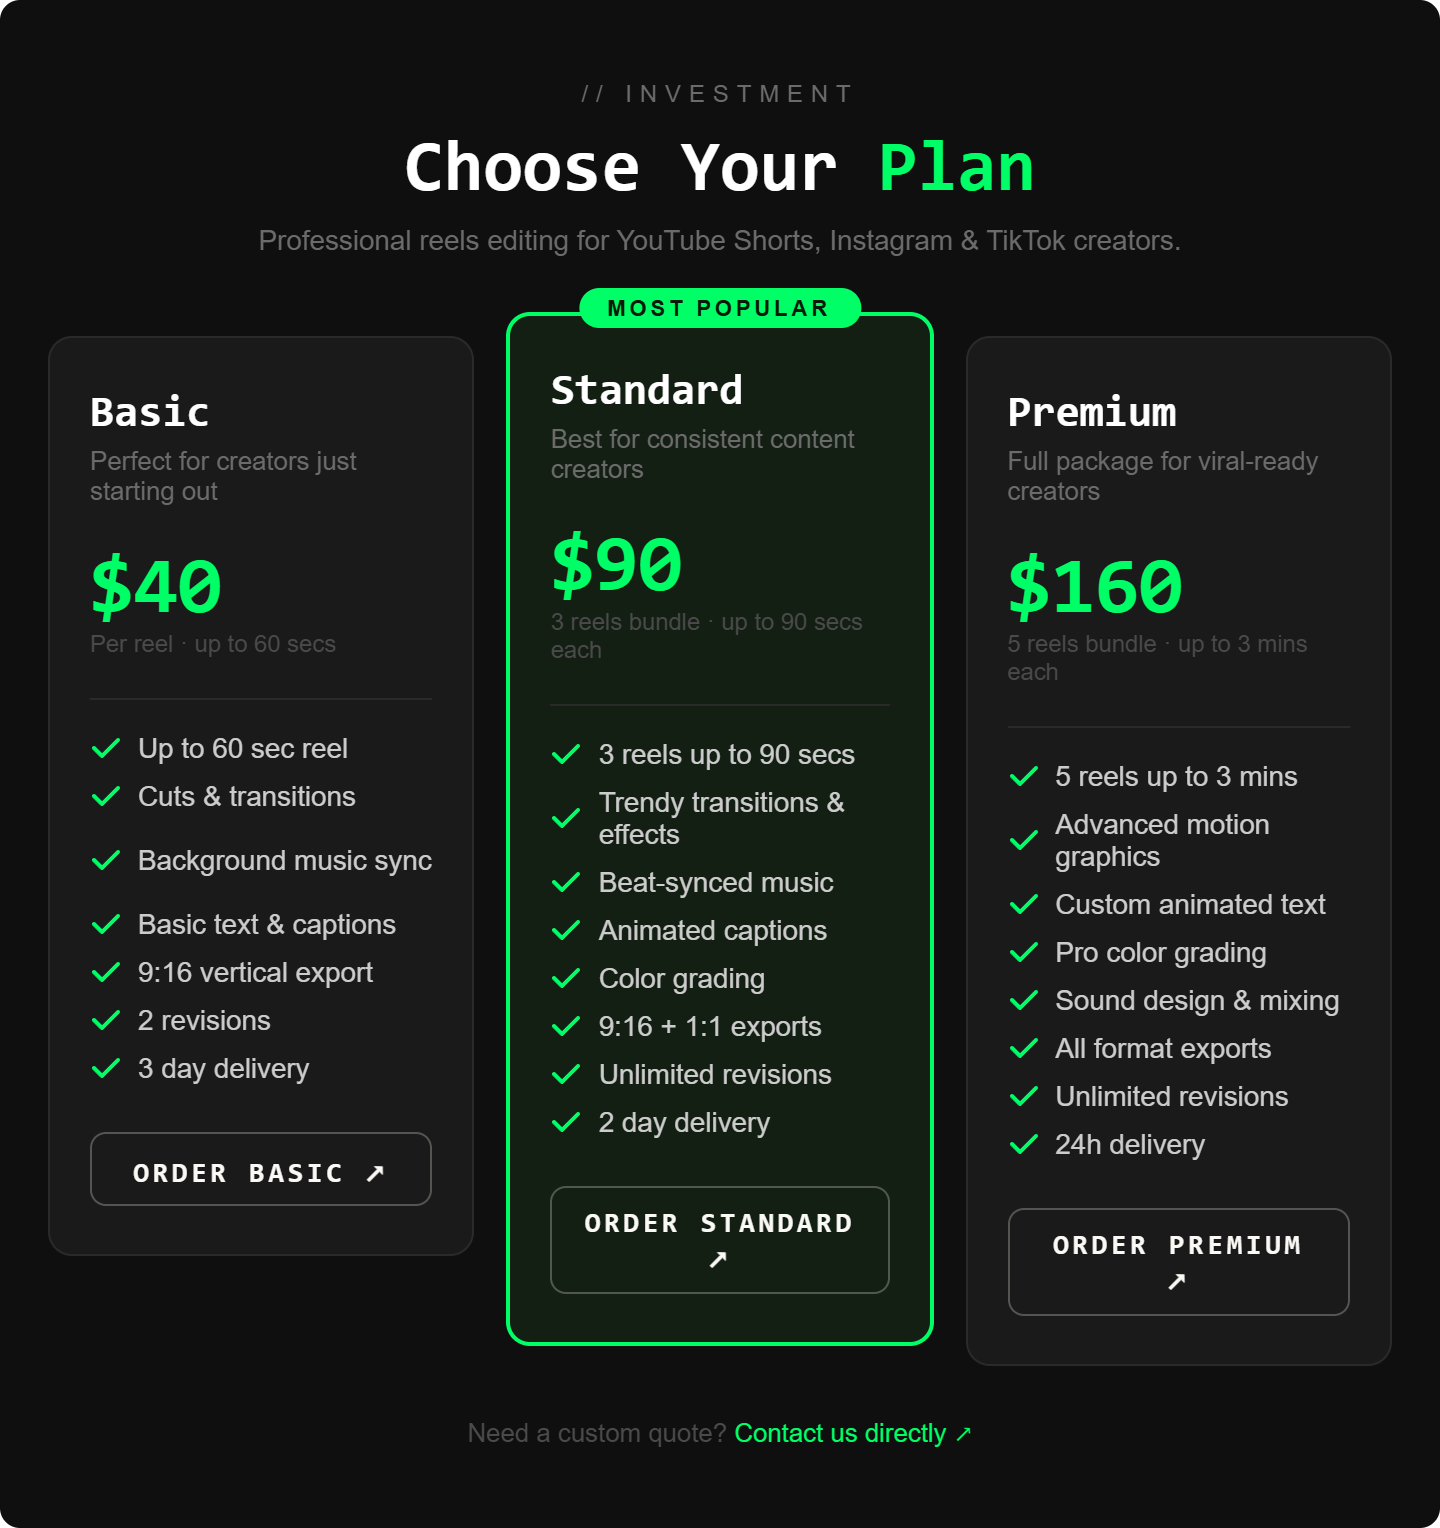 // INVESTMENT
Choose Your Plan
Professional reels editing for YouTube Shorts, Instagram & TikTok creators.
Basic
Perfect for creators just
starting out
$40
Per reel · up to 60 secs
Up to 60 sec reel
Cuts & transitions
Background music sync
Basic text & captions
9:16 vertical export
2 revisions
3 day delivery
ORDER BASIC ↗
MOST POPULAR
Standard
Best for consistent content
creators
$90
3 reels bundle · up to 90 secs
each
3 reels up to 90 secs
Trendy transitions &
effects
Beat-synced music
Animated captions
Color grading
9:16 + 1:1 exports
Unlimited revisions
2 day delivery
ORDER STANDARD
↗
Premium
Full package for viral-ready
creators
$160
5 reels bundle · up to 3 mins
each
5 reels up to 3 mins
Advanced motion
graphics
Custom animated text
Pro color grading
Sound design & mixing
All format exports
Unlimited revisions
24h delivery
ORDER PREMIUM
↗
Need a custom quote? Contact us directly ↗